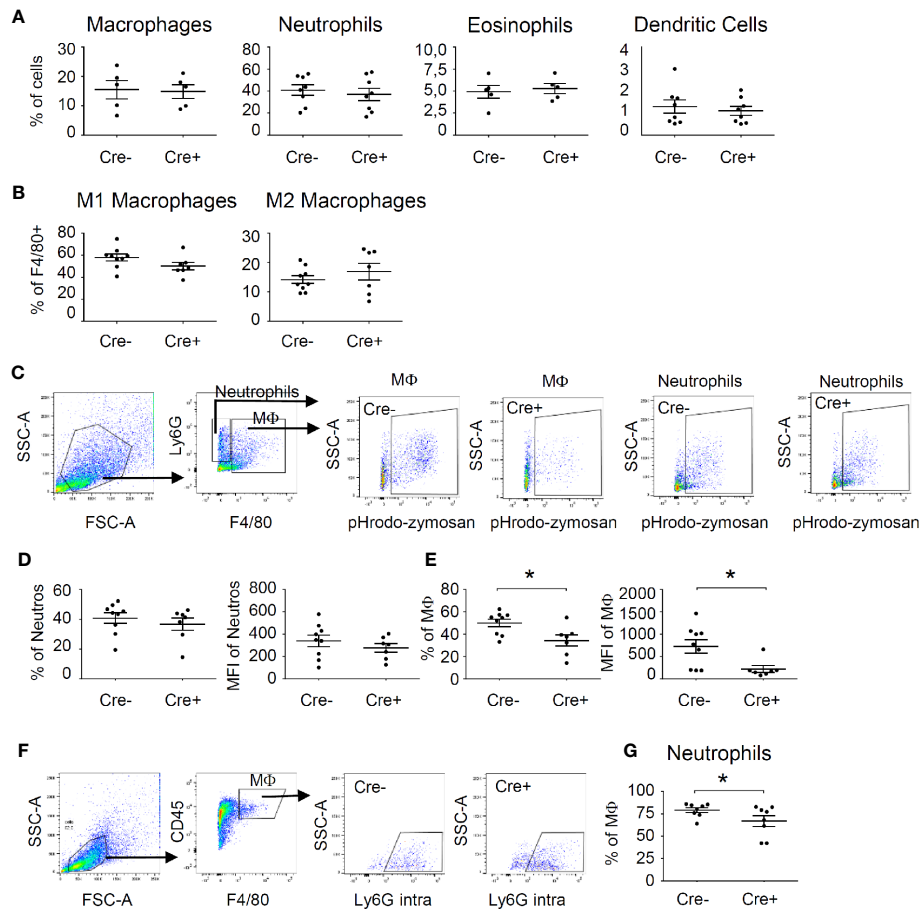 A
Macrophages Neutrophils Eosinophils Dendritic Cells
% of cells
30
20
10
0
Cre- Cre+
80
60
40
20
0
Cre- Cre+
10,0
7,5
5,0
2,5
0,0
Cre- Cre+
4
3
2
1
0
Cre- Cre+
B
M1 Macrophages M2 Macrophages
% of F4/80+
80
60
40
20
0
Cre- Cre+
30
20
10
0
Cre- Cre+
C
SSC-A
FSC-A
Neutrophils
MΦ
Ly6G
F4/80
MΦ
Cre-
SSC-A
pHrodo-zymosan
MΦ
Cre+
SSC-A
pHrodo-zymosan
Neutrophils
Cre-
SSC-A
pHrodo-zymosan
Neutrophils
Cre+
SSC-A
pHrodo-zymosan
D
% of Neutros
60
40
20
0
Cre- Cre+
MFI of Neutros
800
600
400
200
0
Cre- Cre+
E
% of MΦ
80
60
40
20
0
*
Cre- Cre+
MFI of MΦ
2000
1500
1000
500
0
*
Cre- Cre+
F
SSC-A
FSC-A
MΦ
CD45
F4/80
Cre-
SSC-A
Ly6G intra
Cre+
SSC-A
Ly6G intra
G
Neutrophils
% of MΦ
100
75
50
25
0
*
Cre- Cre+